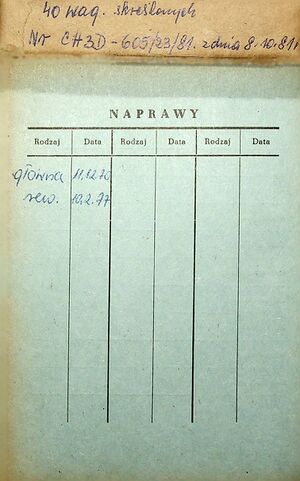 40 wag. skreślonych
Nr CH3D-605/23/81. z dnia 8.10.81r
NAPRAWY
Rodzaj Data Rodzaj Data Rodzaj Data
główna 11.12.70
rew. 10.2.77